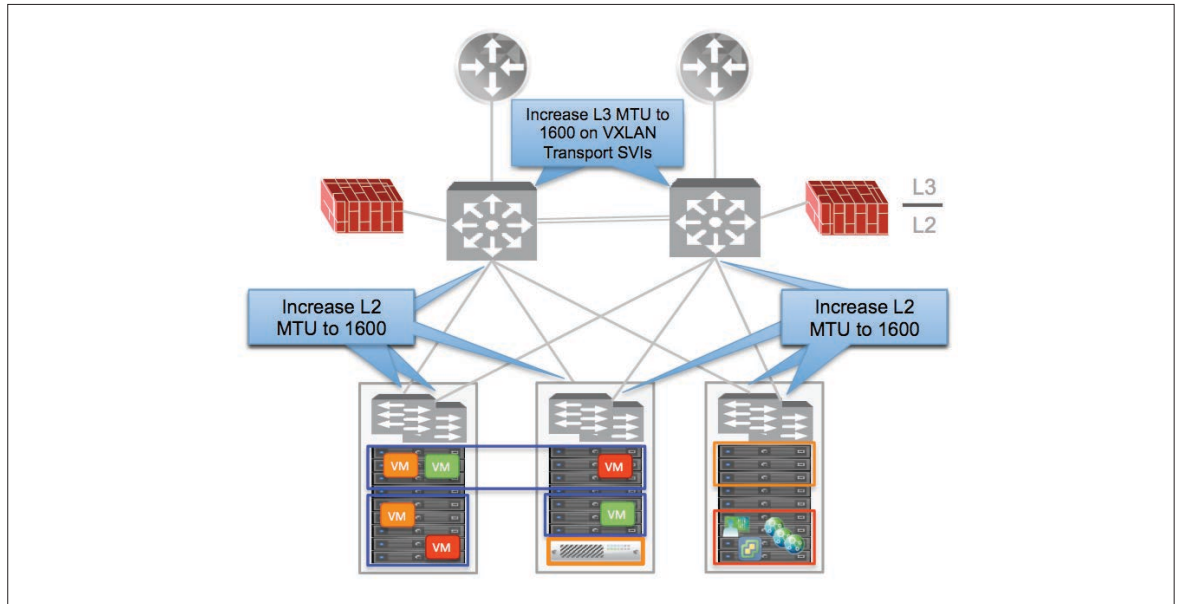 Increase L3 MTU to
1600 on VXLAN
Transport SVIs
L3
L2
Increase L2
MTU to 1600
Increase L2
MTU to 1600
VM
VM
VM
VM
VM
VM